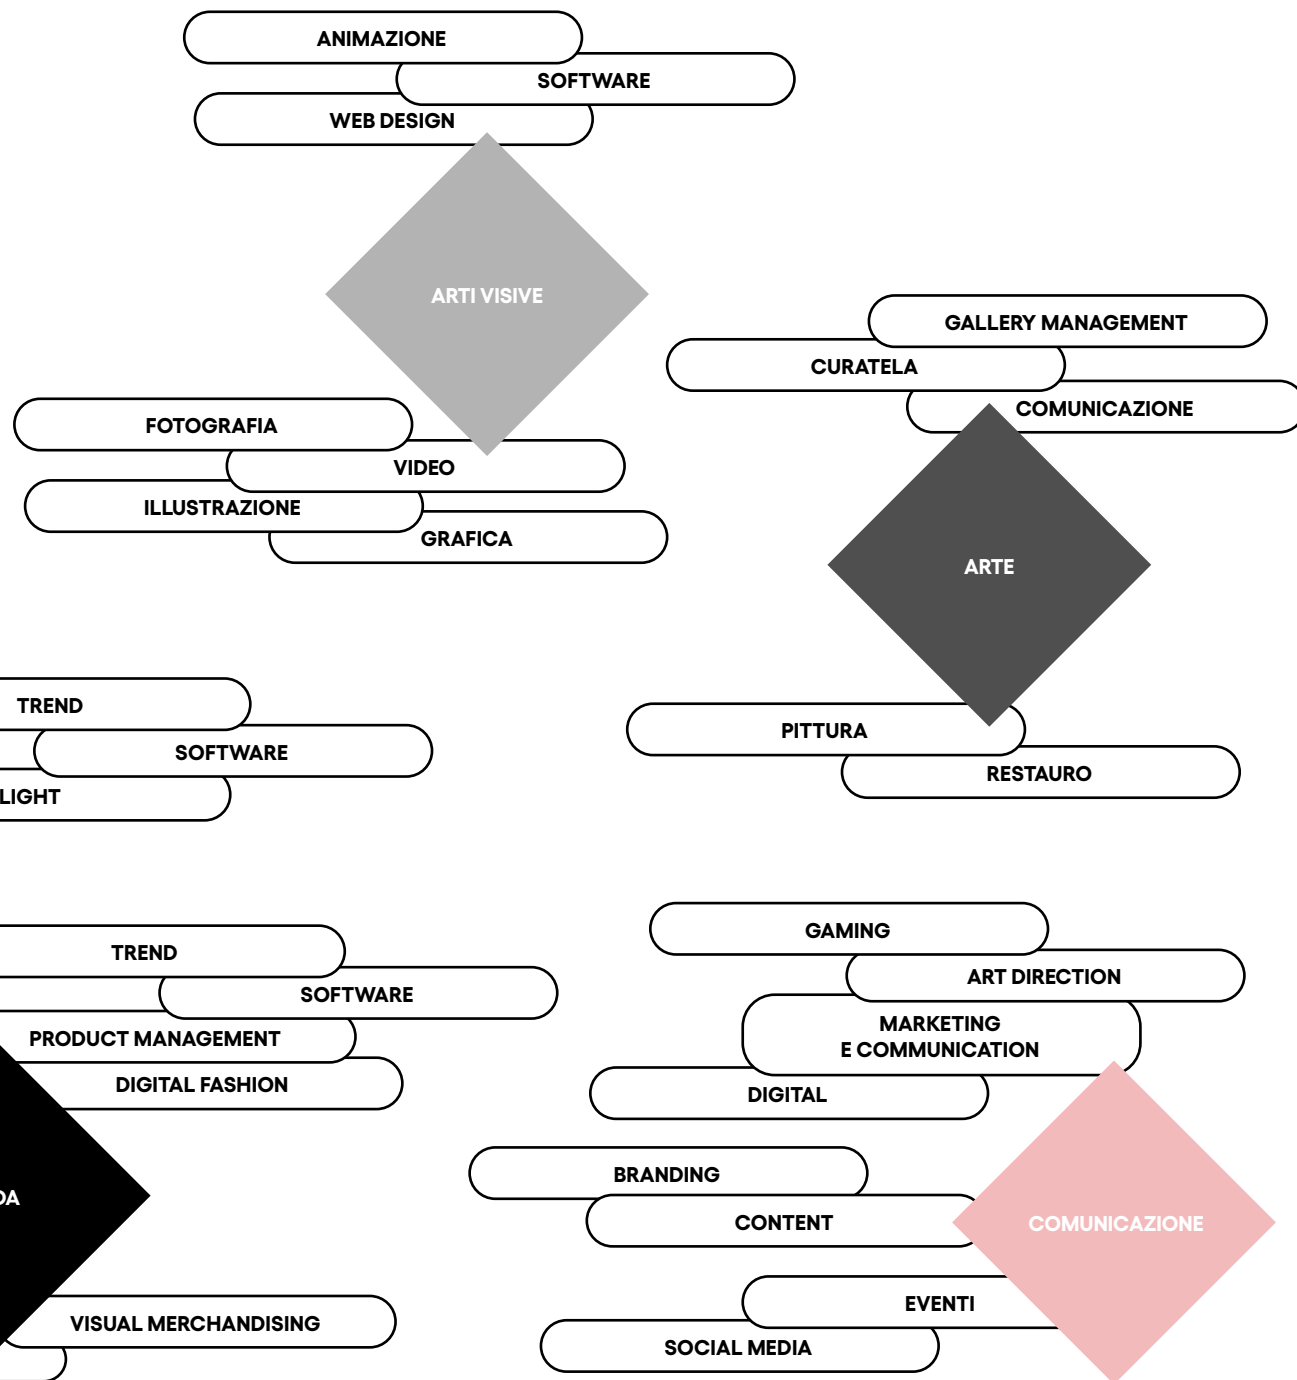 ANIMAZIONE
SOFTWARE
WEB DESIGN
ARTI VISIVE
GALLERY MANAGEMENT
CURATELA
COMUNICAZIONE
FOTOGRAFIA
VIDEO
ILLUSTRAZIONE
GRAFICA
ARTE
TREND
SOFTWARE
LIGHT
PITTURA
RESTAURO
TREND
SOFTWARE
PRODUCT MANAGEMENT
DIGITAL FASHION
GAMING
ART DIRECTION
MARKETING
E COMMUNICATION
DIGITAL
BRANDING
CONTENT
COMUNICAZIONE
EVENTI
SOCIAL MEDIA
VISUAL MERCHANDISING